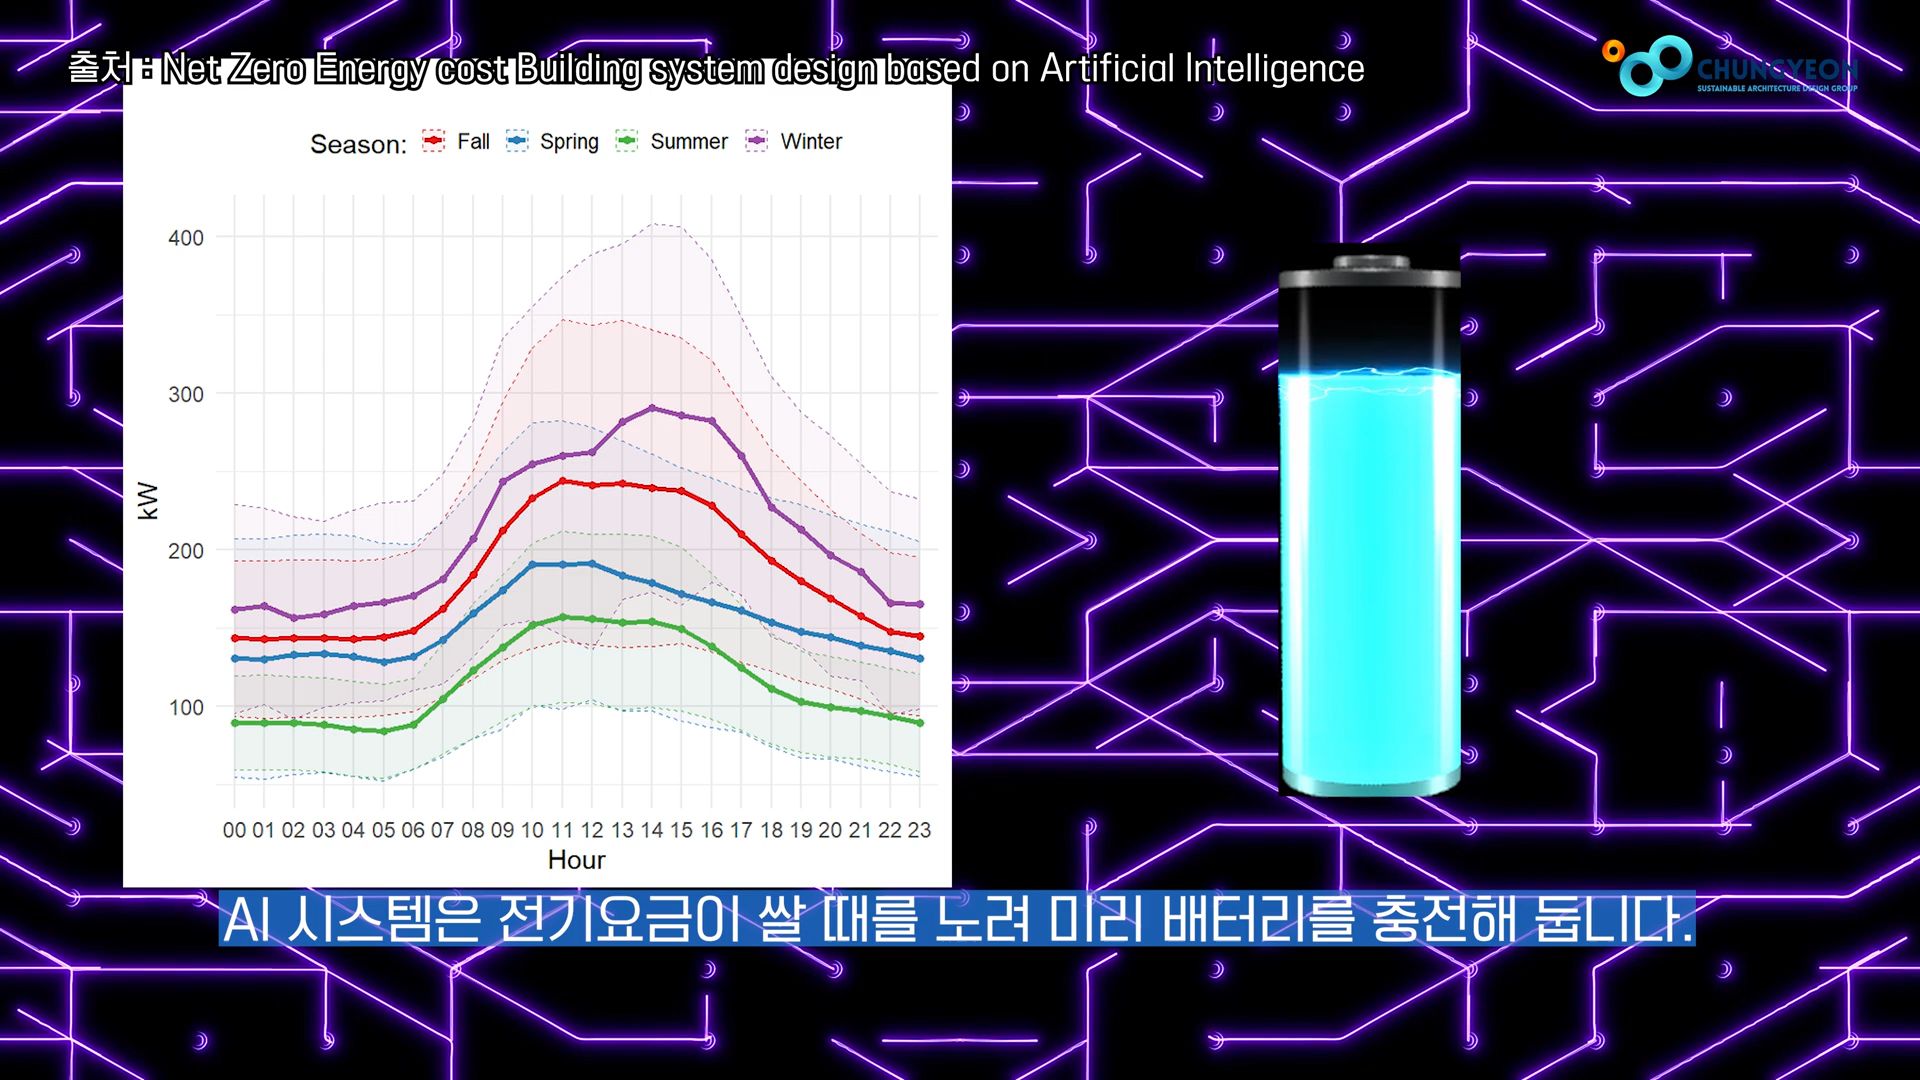 출처 : Net Zero Energy cost Building system design based on Artificial Intelligence
CHUNGYEON
SUSTAINABLE ARCHITECTURE DESIGN GROUP
Season: Fall Spring Summer Winter
400
300
200
100
kW
00 01 02 03 04 05 06 07 08 09 10 11 12 13 14 15 16 17 18 19 20 21 22 23
Hour
AI 시스템은 전기요금이 쌀 때를 노려 미리 배터리를 충전해 둡니다.